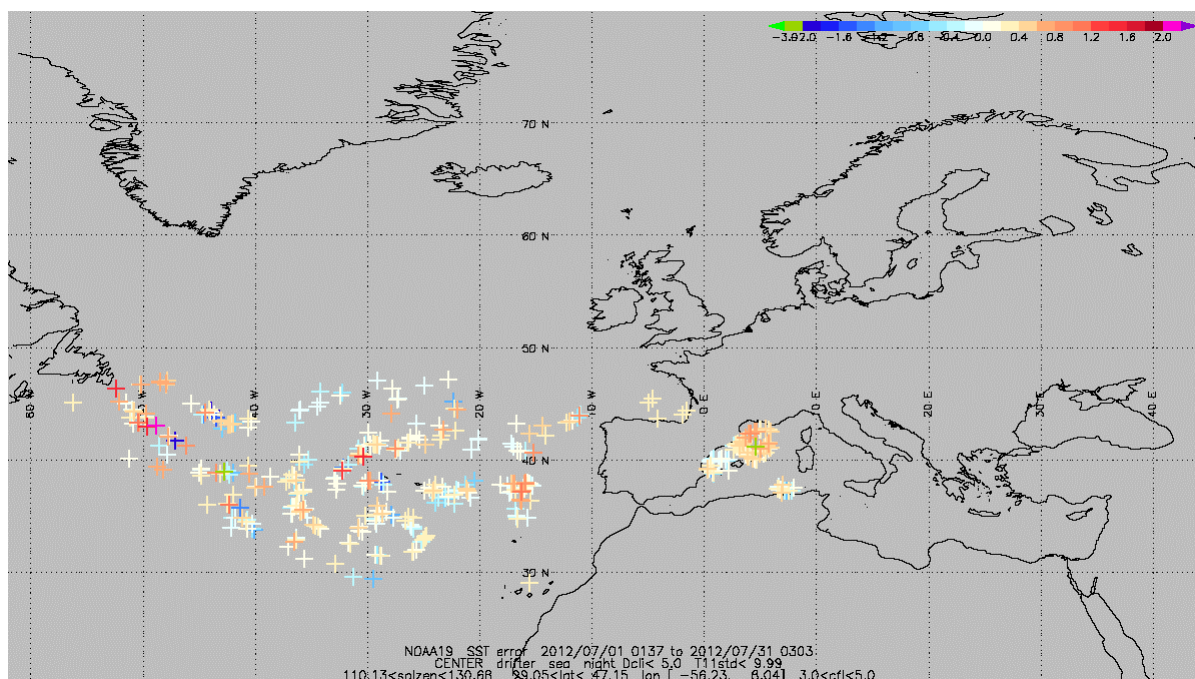 -3.0 -2.0 -1.6 -1.2 -0.8 -0.4 0.0 0.4 0.8 1.2 1.6 2.0
70 N
60 N
50 N
60 W 50 W 40 W 30 W 20 W 10 W 0 E 10 E 20 E 30 E 40 E
40 N
30 N
NOAA19 SST error 2012/07/01 0137 to 2012/07/31 0303
CENTER drifter sea night Dcli< 5.0 T11std< 9.99
110.13<solzen<130.68 29.05<lat< 47.15 lon [ -56.23, 8.04] 3.0<cfl<5.0